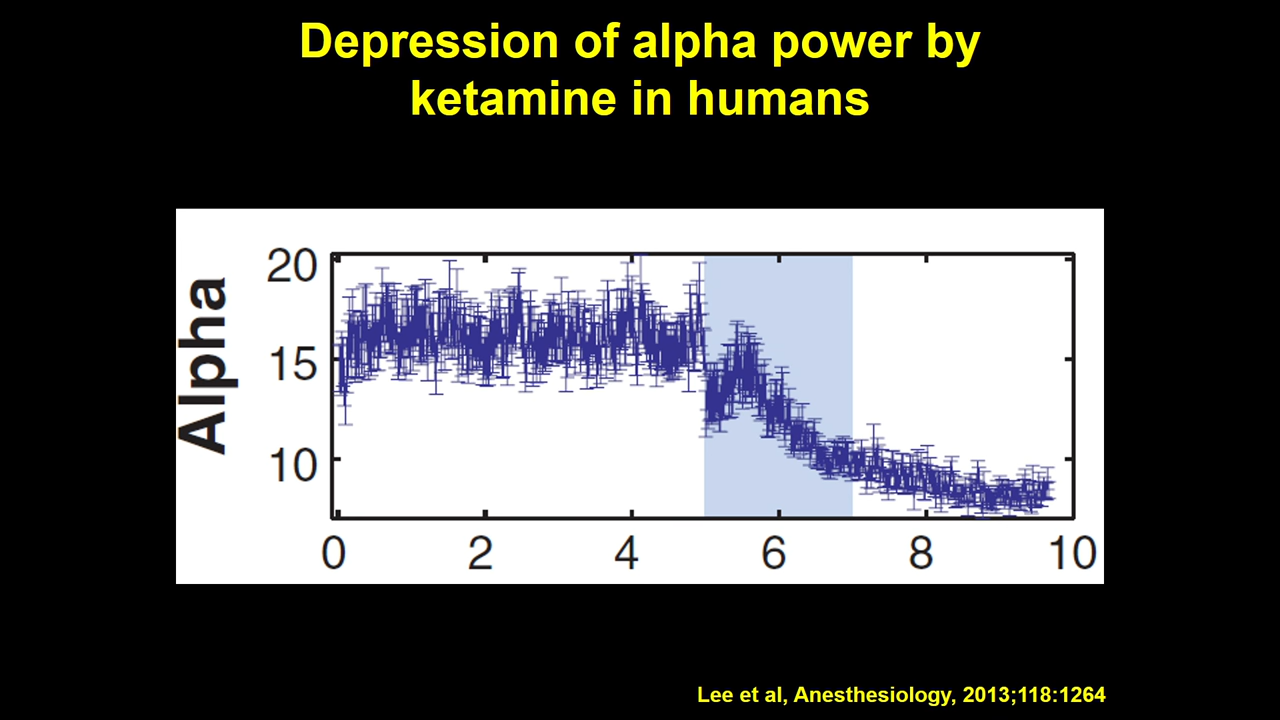 Depression of alpha power by
ketamine in humans
Alpha
20
15
10
0 2 4 6 8 10
Lee et al, Anesthesiology, 2013;118:1264